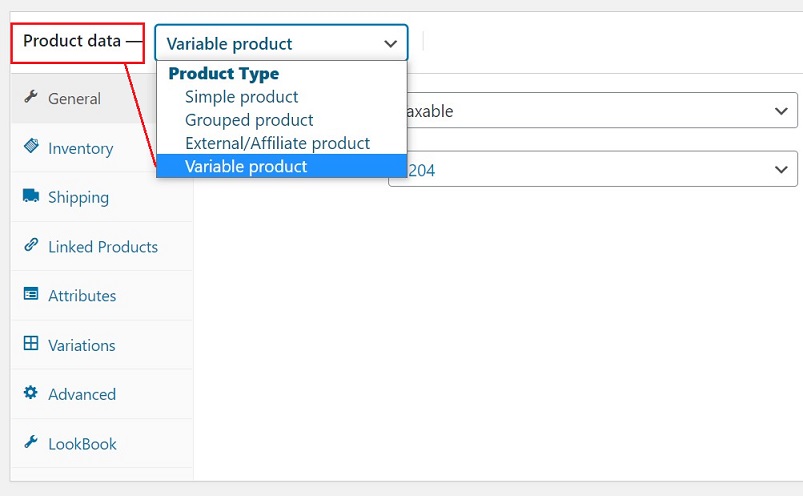 Product data —
Variable product
Product Type
Simple product
Grouped product
External/Affiliate product
Variable product
General
axable
Inventory
204
Shipping
Linked Products
Attributes
Variations
Advanced
LookBook